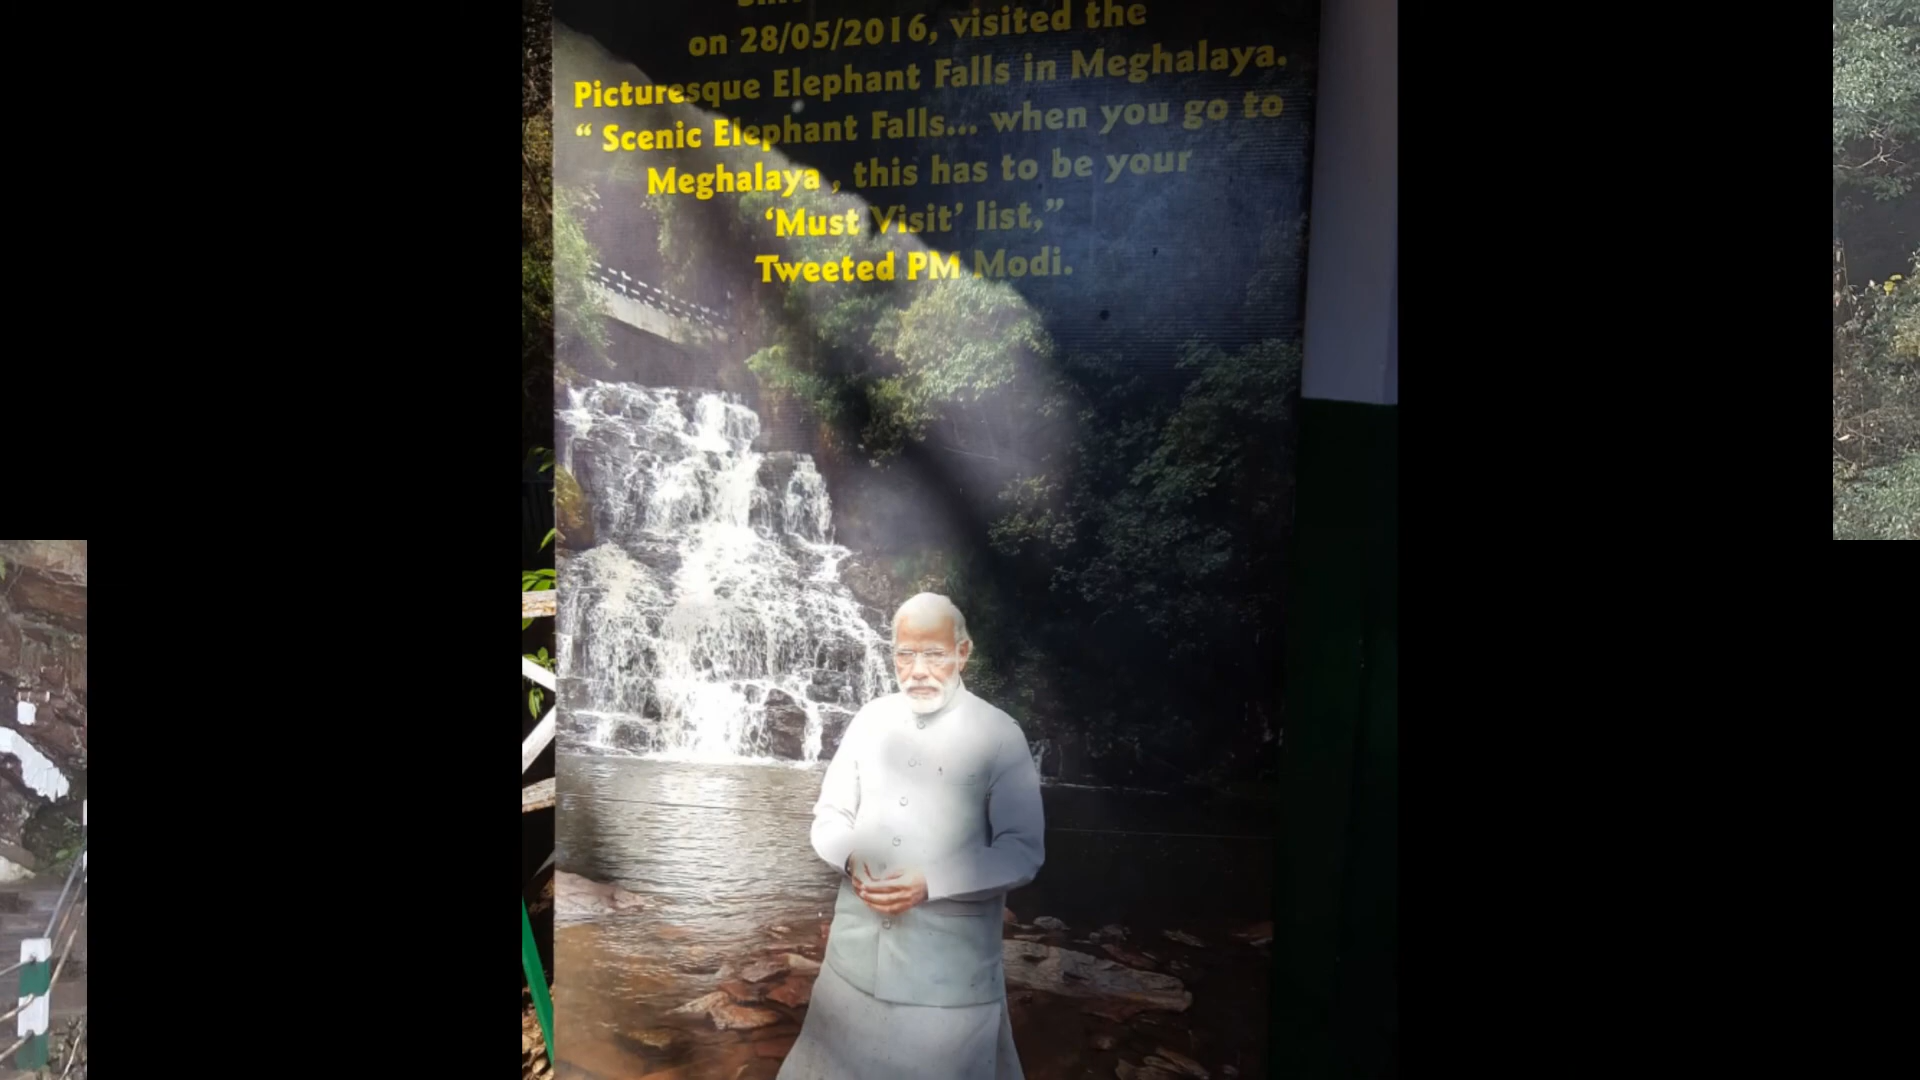 on 28/05/2016, visited the
Picturesque Elephant Falls in Meghalaya.
“ Scenic Elephant Falls... when you go to
Meghalaya , this has to be your
‘Must Visit’ list,”
Tweeted PM Modi.